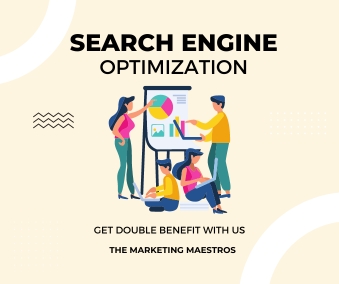 SEARCH ENGINE
OPTIMIZATION
GET DOUBLE BENEFIT WITH US
THE MARKETING MAESTROS